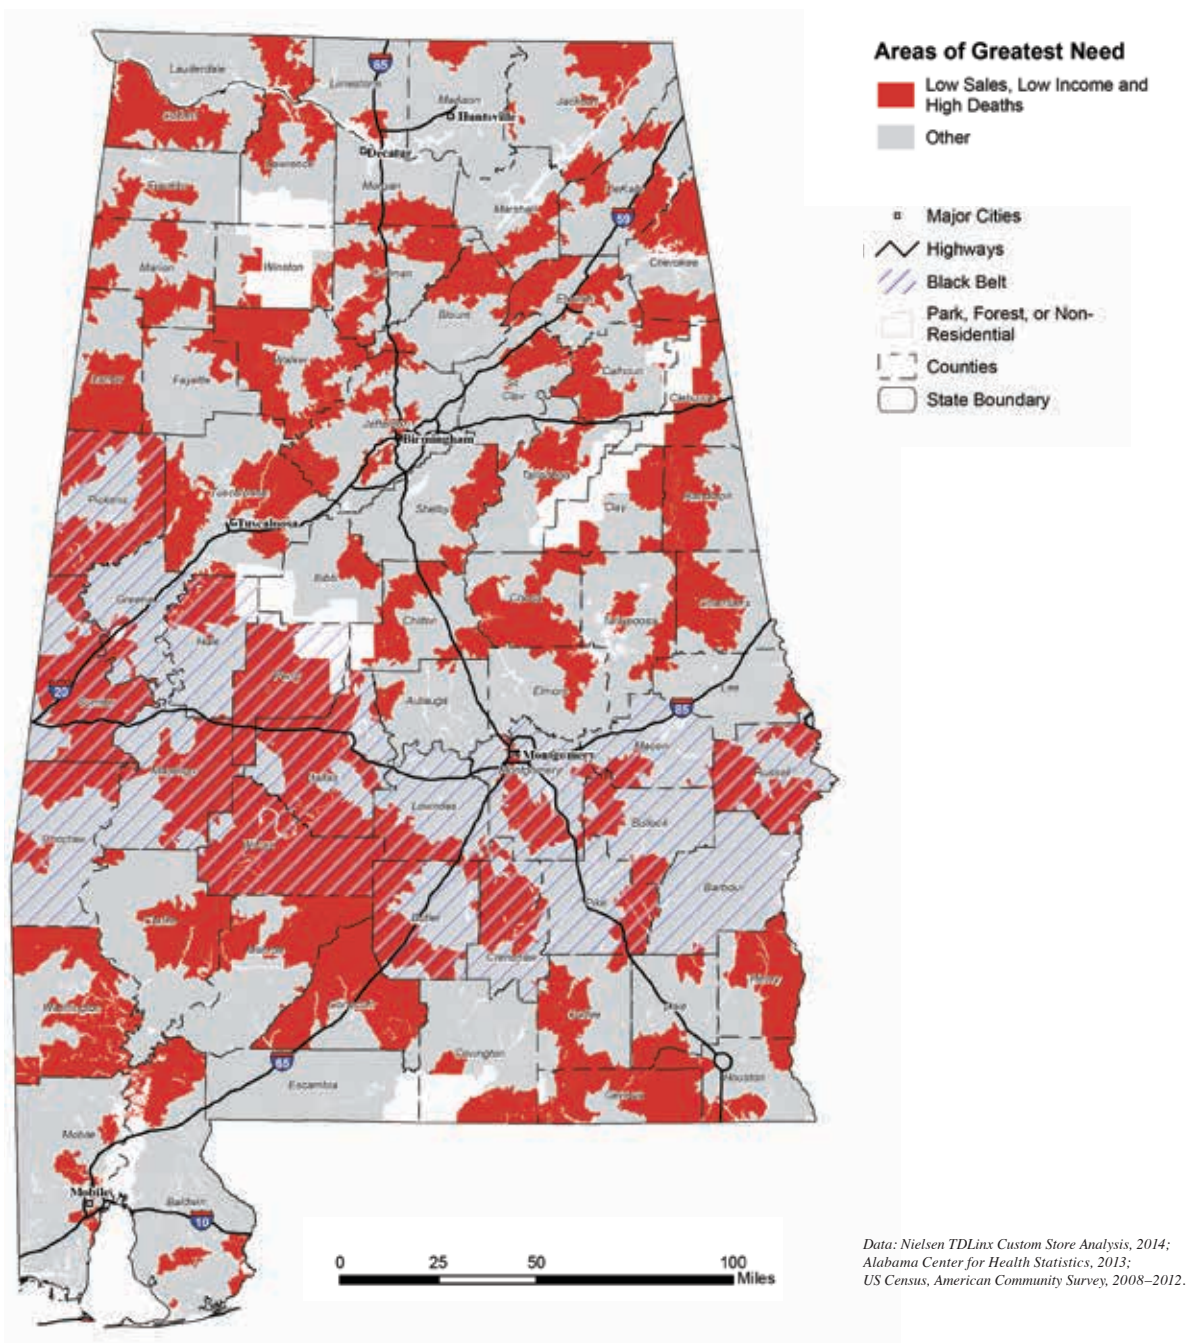 Areas of Greatest Need
Low Sales, Low Income and
High Deaths
Other
Major Cities
Highways
Black Belt
Park, Forest, or Non-
Residential
Counties
State Boundary
Lauderdale
Limestone
65
Madison
Huntsville
Jackson
Colbert
Decatur
Lawrence
Franklin
Morgan
Marshall
DeKalb
59
Marion
Winston
Cullman
Cherokee
Blount
Etowah
Walker
Lamar
Fayette
St
Clair
Calhoun
Cleburne
Jefferson
Birmingham
Pickens
Tuscaloosa
Talladega
Shelby
Clay
Randolph
Tuscaloosa
Bibb
Greene
Coosa
Chambers
Chilton
Tallapoosa
Hale
Perry
20
Sumter
Autauga
Elmore
Lee
85
Montgomery
Montgomery
Macon
Marengo
Dallas
Russell
Lowndes
Bullock
Choctaw
Wilcox
Barbour
Pike
Butler
Clarke
Monroe
Crenshaw
Henry
Washington
Conecuh
Coffee
Dale
65
Covington
Escambia
Houston
Geneva
Mobile
Mobile
Baldwin
10
0 25 50 100
Miles
Data: Nielsen TDLinx Custom Store Analysis, 2014;
Alabama Center for Health Statistics, 2013;
US Census, American Community Survey, 2008–2012.